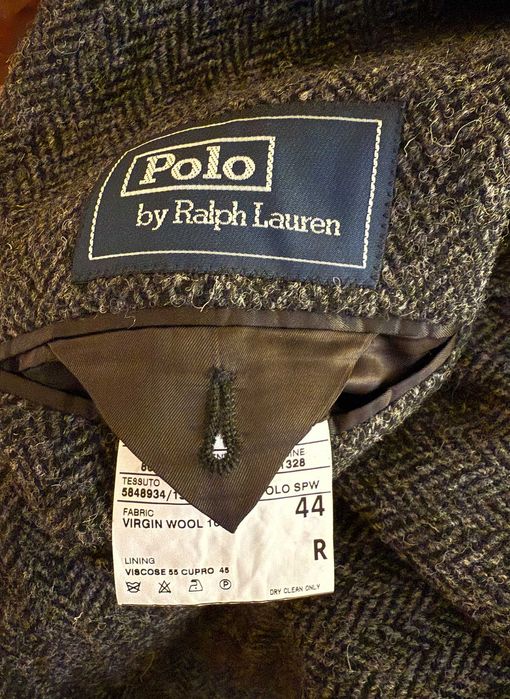 Polo
by Ralph Lauren
1328
TESSUTO
5848934/1 OLO SPW
FABRIC 44
VIRGIN WOOL
R
LINING
VISCOSE 55 CUPRO 45
DRY CLEAN ONLY